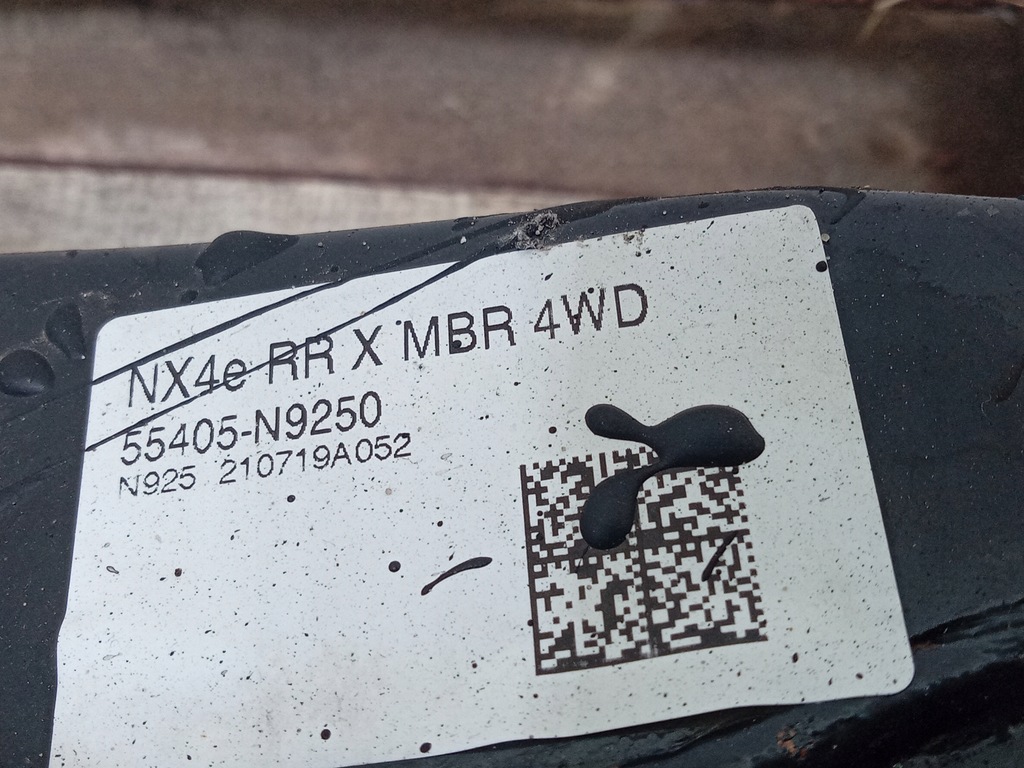 NX4e RR X MBR 4WD
55405-N9250
N925 210719A052